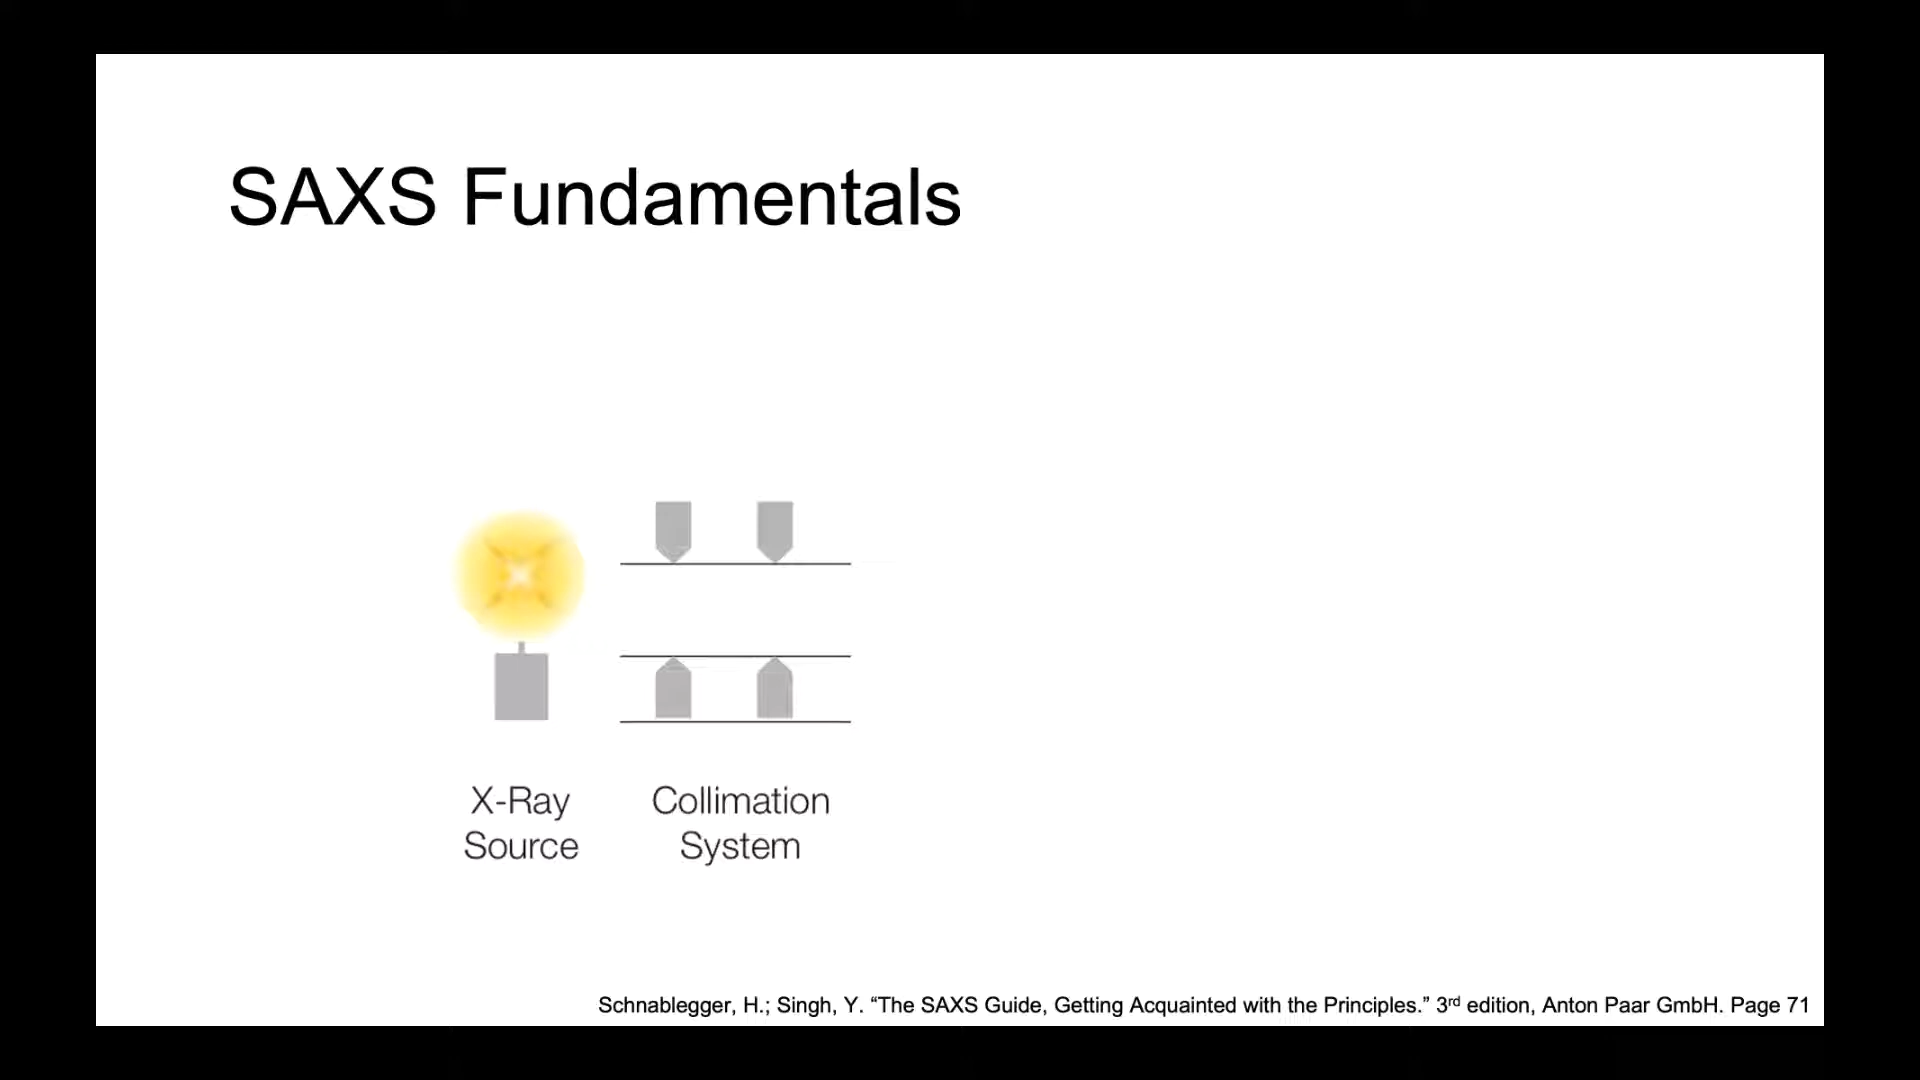 SAXS Fundamentals
X-Ray
Source
Collimation
System
Schnablegger, H.; Singh, Y. “The SAXS Guide, Getting Acquainted with the Principles.” 3rd edition, Anton Paar GmbH. Page 71